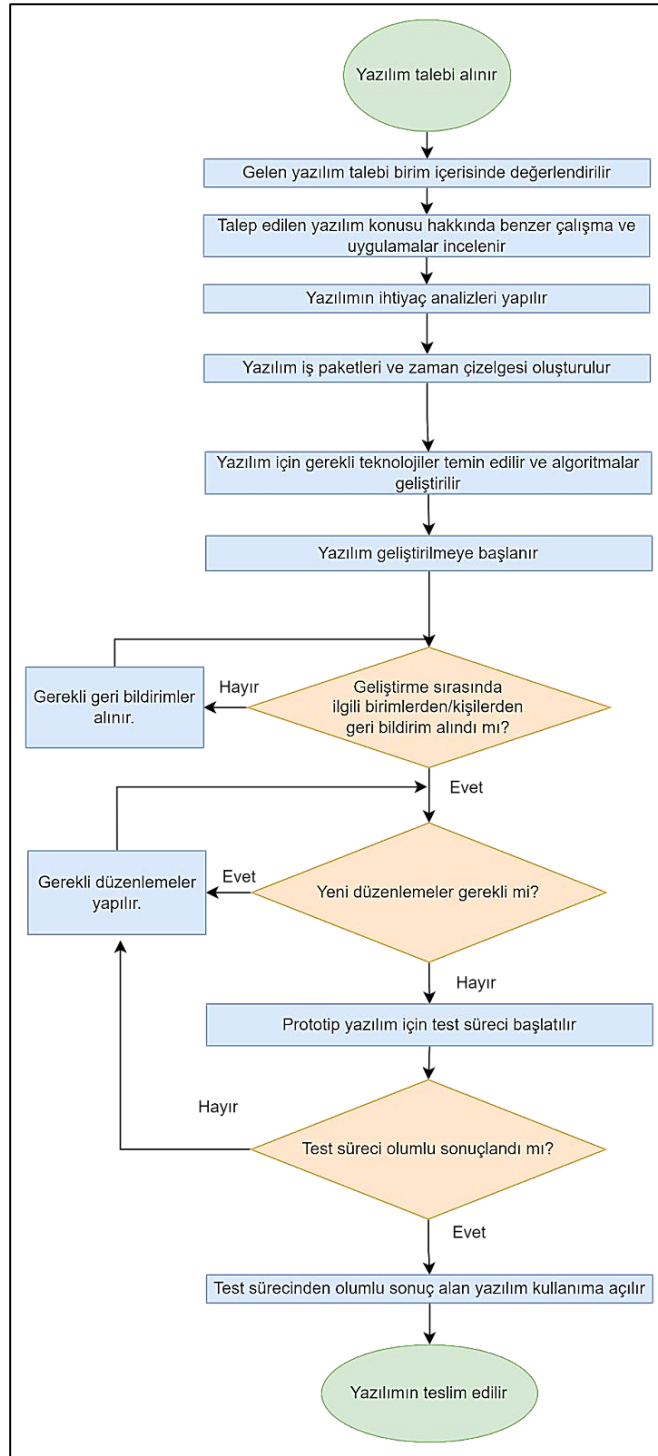 Yazılım talebi alınır
Gelen yazılım talebi birim içerisinde değerlendirilir
Talep edilen yazılım konusu hakkında benzer çalışma ve
uygulamalar incelenir
Yazılımın ihtiyaç analizleri yapılır
Yazılım iş paketleri ve zaman çizelgesi oluşturulur
Yazılım için gerekli teknolojiler temin edilir ve algoritmalar
geliştirilir
Yazılım geliştirilmeye başlanır
Gerekli geri bildirimler
alınır.
Hayır
Geliştirme sırasında
ilgili birimlerden/kişilerden
geri bildirim alındı mı?
Evet
Gerekli düzenlemeler
yapılır.
Evet
Yeni düzenlemeler gerekli mi?
Hayır
Prototip yazılım için test süreci başlatılır
Hayır
Test süreci olumlu sonuçlandı mı?
Evet
Test sürecinden olumlu sonuç alan yazılım kullanıma açılır
Yazılımın teslim edilir